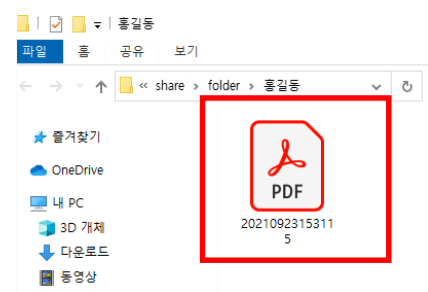 홍길동
파일 홈 공유 보기
« share > folder > 홍길동
즐겨찾기
OneDrive
내 PC
3D 개체
다운로드
동영상
PDF
2021092315311
5